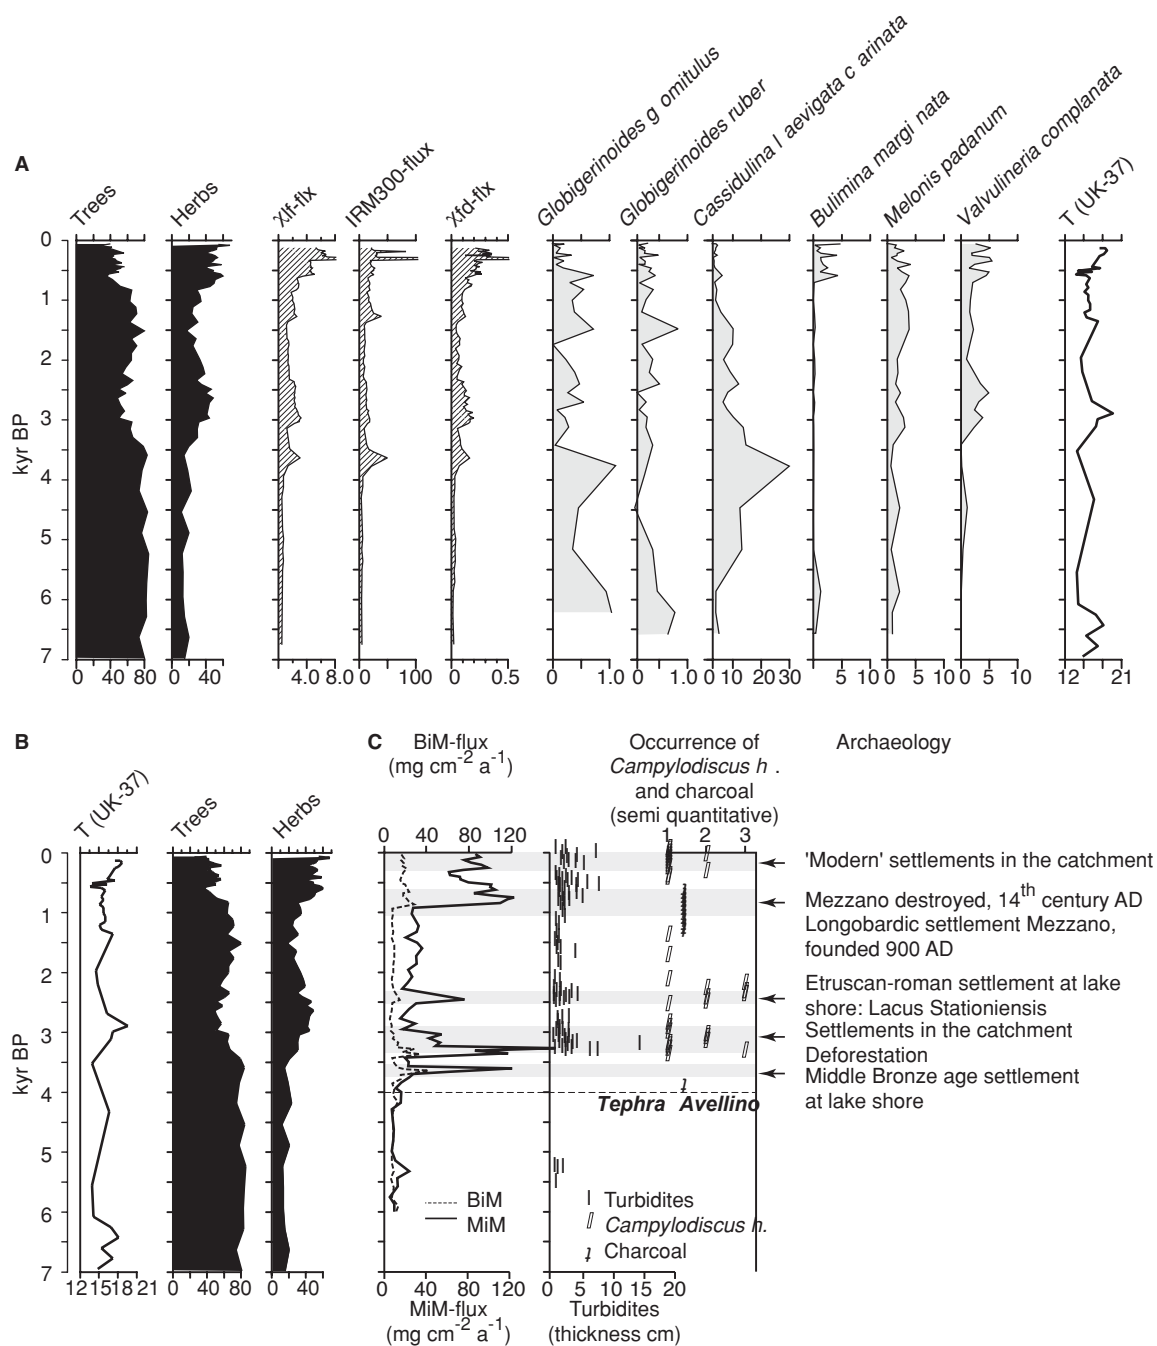 A
Trees
Herbs
χlf-flx
IRM300-flux
χfd-flx
Globigerinoides g omitulus
Globigerinoides ruber
Cassidulina l aevigata c arinata
Bulimina margi nata
Melonis padanum
Valvulineria complanata
T (UK-37)
kyr BP
0
1
2
3
4
5
6
7
0 40 80
0 40
4.0 8.0
0 100
0 0.5
0 1.0
0 1.0
0 10 20 30
5 10
0 5 10
0 5 10
12 21
B
T (UK-37)
Trees
Herbs
kyr BP
0
1
2
3
4
5
6
7
12 15 18 21
0 40 80
0 40
C
BiM-flux
(mg cm-2 a-1)
0 40 80 120
Occurrence of
Campylodiscus h .
and charcoal
(semi quantitative)
1 2 3
Archaeology
'Modern' settlements in the catchment
Mezzano destroyed, 14th century AD
Longobardic settlement Mezzano,
founded 900 AD
Etruscan-roman settlement at lake
shore: Lacus Stationiensis
Settlements in the catchment
Deforestation
Middle Bronze age settlement
at lake shore
Tephra Avellino
BiM
MiM
Turbidites
Campylodiscus h.
Charcoal
0 40 80 120
MiM-flux
(mg cm-2 a-1)
0 5 10 15 20
Turbidites
(thickness cm)